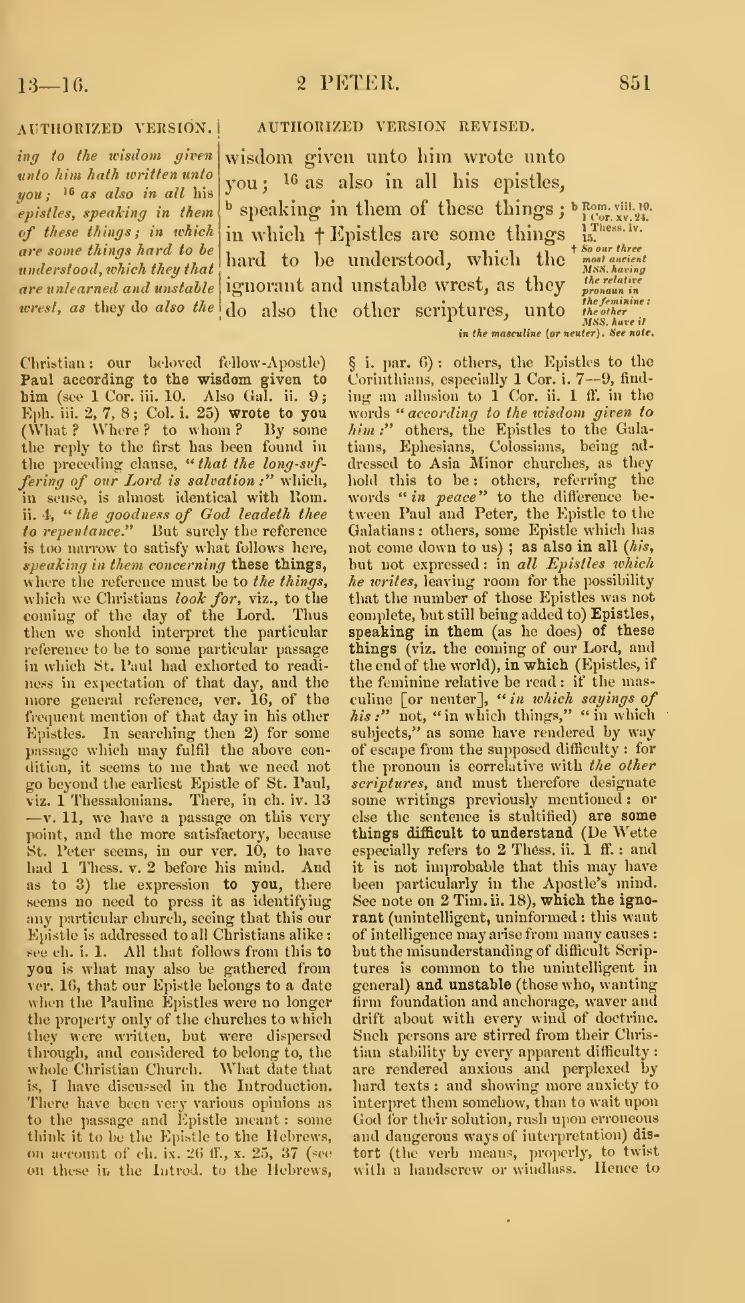 13—16.
2 PETER.
851
AUTHORIZED VERSION.
ing to the wisdom given
unto him hath written unto
you; 16 as also in all his
epistles, speaking in them
of these things; in which
are some things hard to be
understood, which they that
are unlearned and unstable
wrest, as they do also the
AUTHORIZED VERSION REVISED.
wisdom given unto him wrote unto
you; 16 as also in all his epistles,
b speaking in them of these things;
in which † Epistles are some things
hard to be understood, which the
ignorant and unstable wrest, as they
do also the other scriptures, unto
b Rom. viii. 19.
1 Cor. xv. 24.
1 Thess. iv.
15.
† So our three
most ancient
MSS. having
the relative
pronoun in
the feminine:
the other
MSS. have it
in the masculine (or neuter). See note.
Christian: our beloved fellow-Apostle)
Paul according to the wisdom given to
him (see 1 Cor. iii. 10. Also Gal. ii. 9;
Eph. iii. 2, 7, 8; Col. i. 25) wrote to you
(What? Where? to whom? By some
the reply to the first has been found in
the preceding clause, "that the long-suf-
fering of our Lord is salvation:" which,
in sense, is almost identical with Rom.
ii. 4, "the goodness of God leadeth thee
to repentance." But surely the reference
is too narrow to satisfy what follows here,
speaking in them concerning these things,
where the reference must be to the things,
which we Christians look for, viz., to the
coming of the day of the Lord. Thus
then we should interpret the particular
reference to be to some particular passage
in which St. Paul had exhorted to readi-
ness in expectation of that day, and the
more general reference, ver. 16, of the
frequent mention of that day in his other
Epistles. In searching then 2) for some
passage which may fulfil the above con-
dition, it seems to me that we need not
go beyond the earliest Epistle of St. Paul,
viz. 1 Thessalonians. There, in ch. iv. 13
—v. 11, we have a passage on this very
point, and the more satisfactory, because
St. Peter seems, in our ver. 10, to have
had 1 Thess. v. 2 before his mind. And
as to 3) the expression to you, there
seems no need to press it as identifying
any particular church, seeing that this our
Epistle is addressed to all Christians alike:
see ch. i. 1. All that follows from this to
you is what may also be gathered from
ver. 16, that our Epistle belongs to a date
when the Pauline Epistles were no longer
the property only of the churches to which
they were written, but were dispersed
through, and considered to belong to, the
whole Christian Church. What date that
is, I have discussed in the Introduction.
There have been very various opinions as
to the passage and Epistle meant: some
think it to be the Epistle to the Hebrews,
on account of ch. ix. 26 ff., x. 25, 37 (see
on these in the Introd. to the Hebrews,
§ i. par. 6): others, the Epistles to the
Corinthians, especially 1 Cor. i. 7—9, find-
ing an allusion to 1 Cor. ii. 1 ff. in the
words "according to the wisdom given to
him:" others, the Epistles to the Gala-
tians, Ephesians, Colossians, being ad-
dressed to Asia Minor churches, as they
hold this to be: others, referring the
words "in peace" to the difference be-
tween Paul and Peter, the Epistle to the
Galatians: others, some Epistle which has
not come down to us); as also in all (his,
but not expressed: in all Epistles which
he writes, leaving room for the possibility
that the number of those Epistles was not
complete, but still being added to) Epistles,
speaking in them (as he does) of these
things (viz. the coming of our Lord, and
the end of the world), in which (Epistles, if
the feminine relative be read: if the mas-
culine [or neuter], "in which sayings of
his:" not, "in which things," "in which
subjects," as some have rendered by way
of escape from the supposed difficulty: for
the pronoun is correlative with the other
scriptures, and must therefore designate
some writings previously mentioned: or
else the sentence is stultified) are some
things difficult to understand (De Wette
especially refers to 2 Thess. ii. 1 ff.: and
it is not improbable that this may have
been particularly in the Apostle's mind.
See note on 2 Tim. ii. 18), which the igno-
rant (unintelligent, uninformed: this want
of intelligence may arise from many causes:
but the misunderstanding of difficult Scrip-
tures is common to the unintelligent in
general) and unstable (those who, wanting
firm foundation and anchorage, waver and
drift about with every wind of doctrine.
Such persons are stirred from their Chris-
tian stability by every apparent difficulty:
are rendered anxious and perplexed by
hard texts: and showing more anxiety to
interpret them somehow, than to wait upon
God for their solution, rush upon erroneous
and dangerous ways of interpretation) dis-
tort (the verb means, properly, to twist
with a handscrew or windlass. Hence to